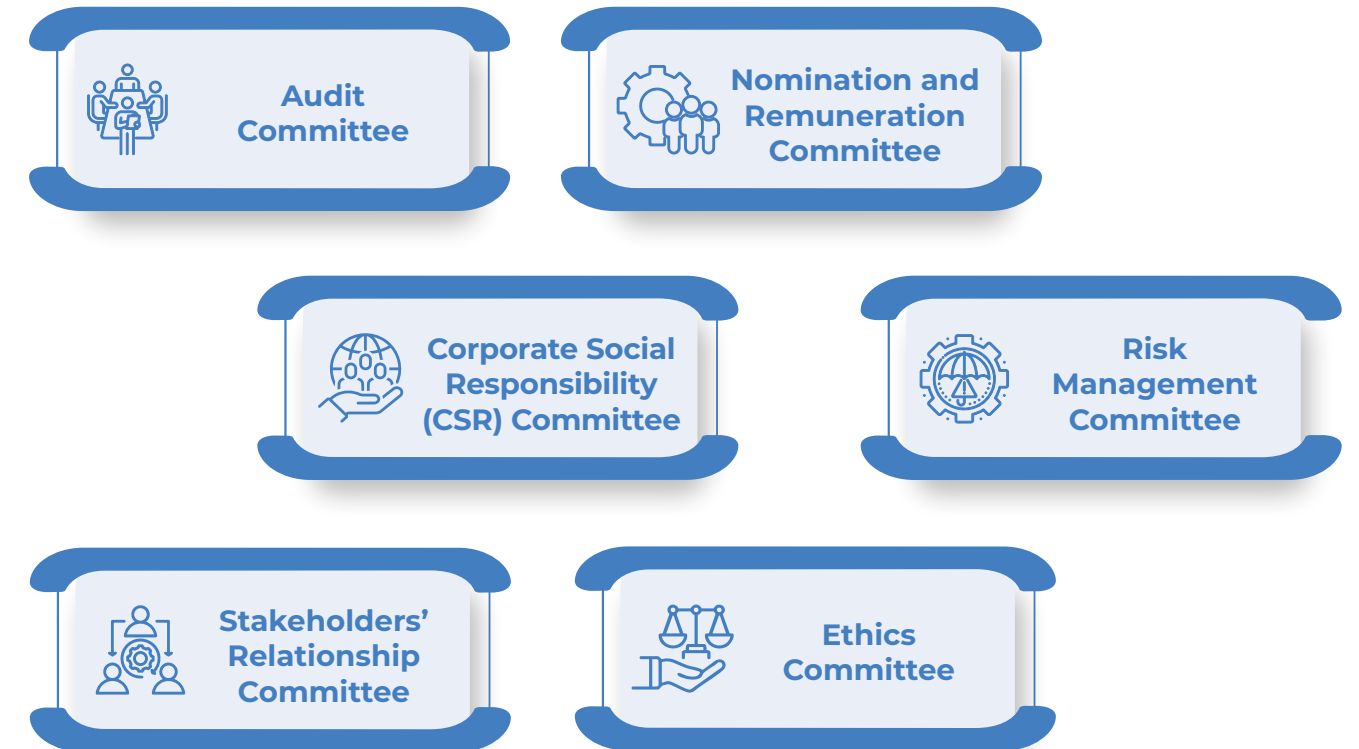 Audit
Committee
Nomination and
Remuneration
Committee
Corporate Social
Responsibility
(CSR) Committee
Risk
Management
Committee
Stakeholders’
Relationship
Committee
Ethics
Committee